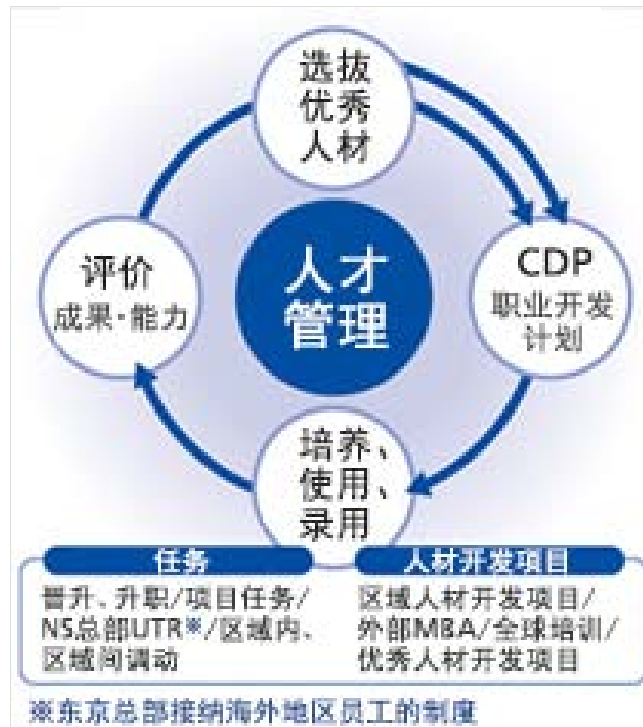 选拔
优秀
人材
CDP
职业开发
计划
评价
成果·能力
人才
管理
培养、
使用、
录用
任务
晋升、升职/项目任务/
NS总部UTR※/区域内、
区域间调动
人材开发项目
区域人材开发项目/
外部MBA/全球培训/
优秀人材开发项目
※东京总部接纳海外地区员工的制度